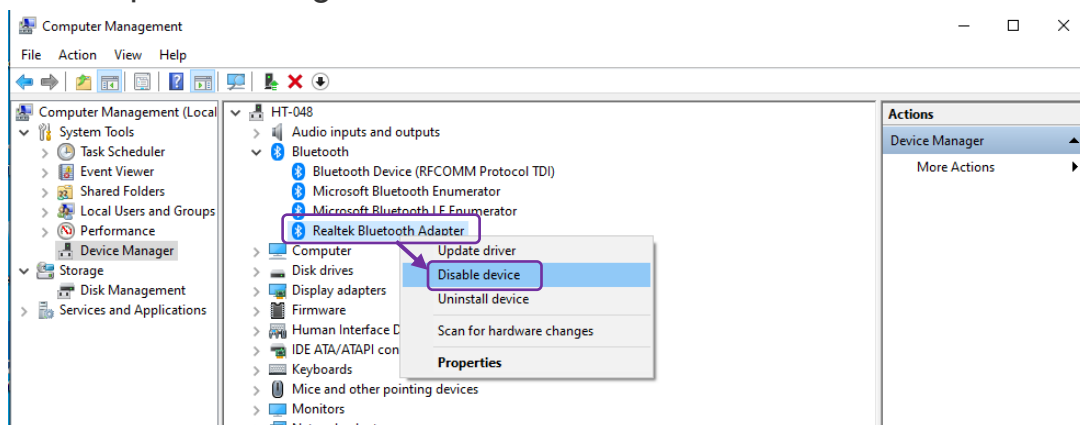 Computer Management
File Action View Help
Computer Management (Local
System Tools
Task Scheduler
Event Viewer
Shared Folders
Local Users and Groups
Performance
Device Manager
Storage
Disk Management
Services and Applications
HT-048
Audio inputs and outputs
Bluetooth
Bluetooth Device (RFCOMM Protocol TDI)
Microsoft Bluetooth Enumerator
Microsoft Bluetooth LE Enumerator
Realtek Bluetooth Adapter
Computer
Disk drives
Display adapters
Firmware
Human Interface D
IDE ATA/ATAPI con
Keyboards
Mice and other pointing devices
Monitors
Update driver
Disable device
Uninstall device
Scan for hardware changes
Properties
Actions
Device Manager
More Actions